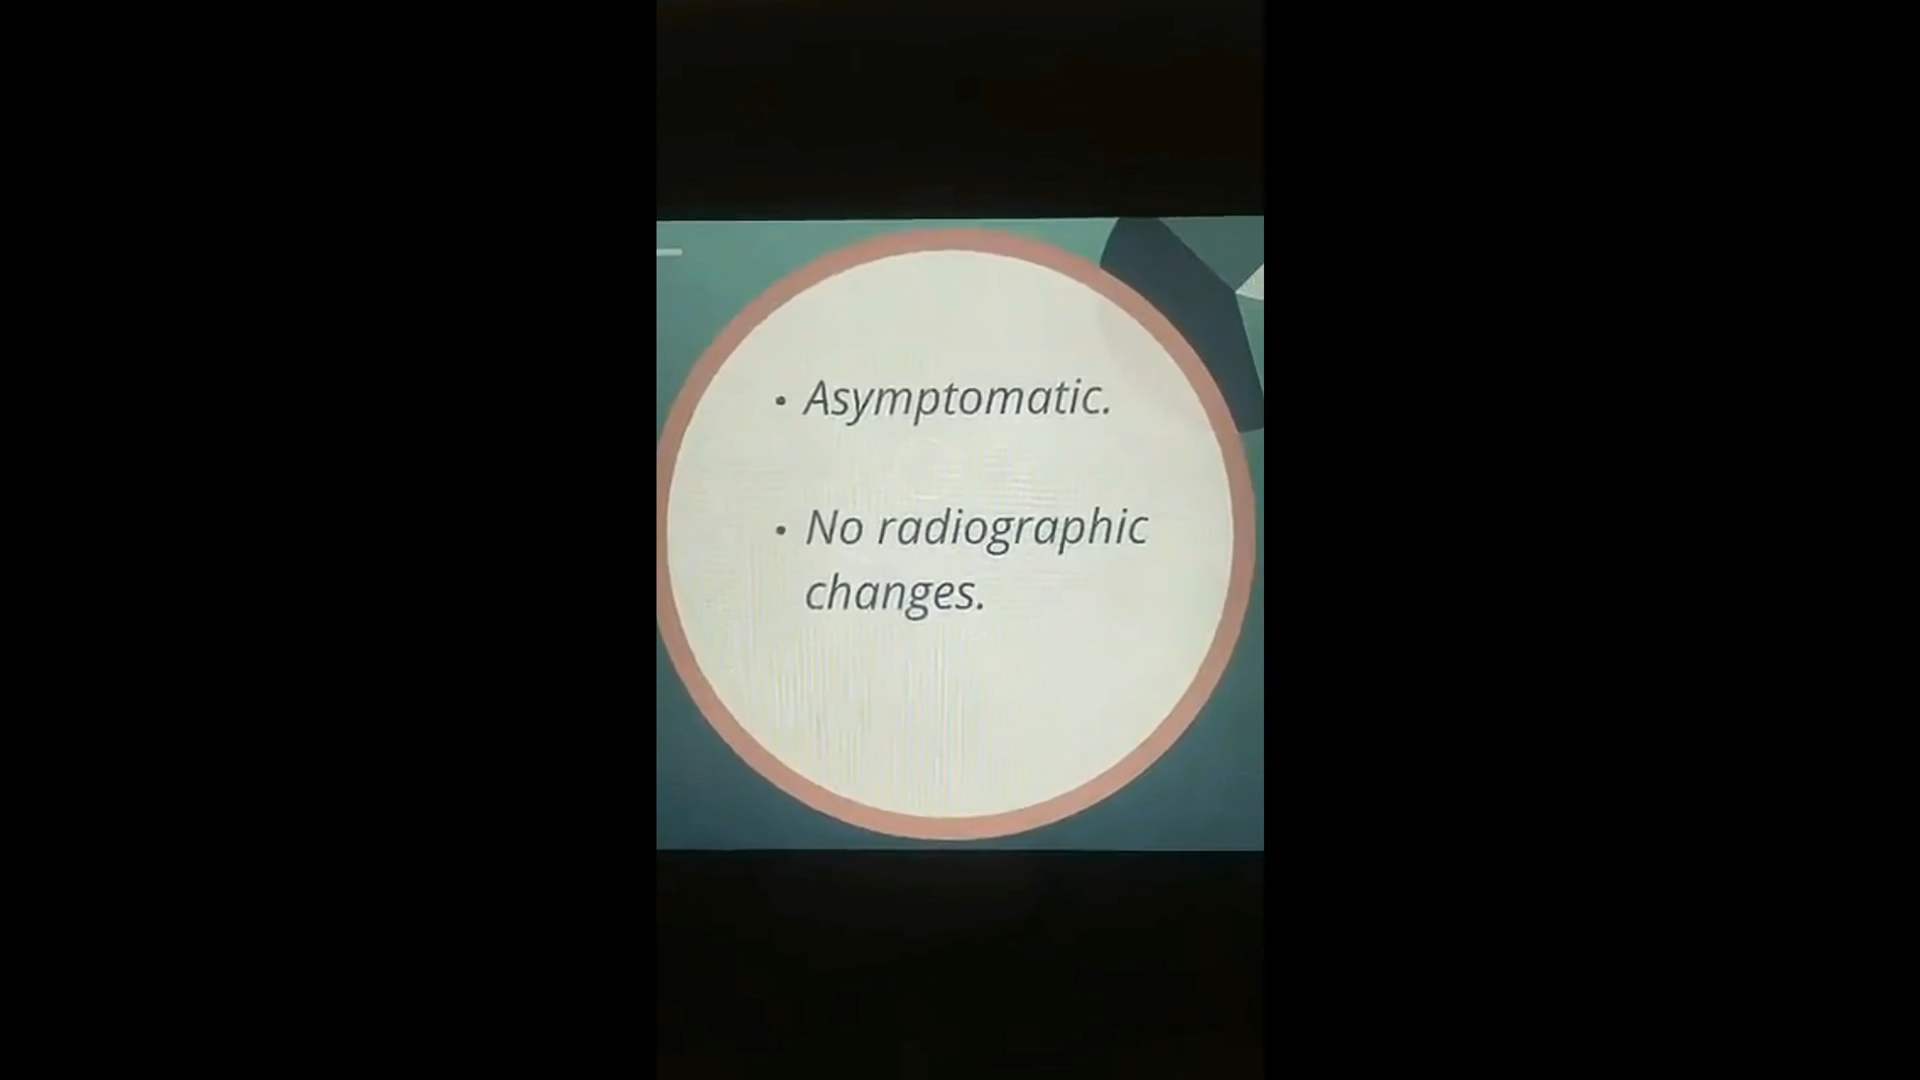 • Asymptomatic.
• No radiographic
changes.